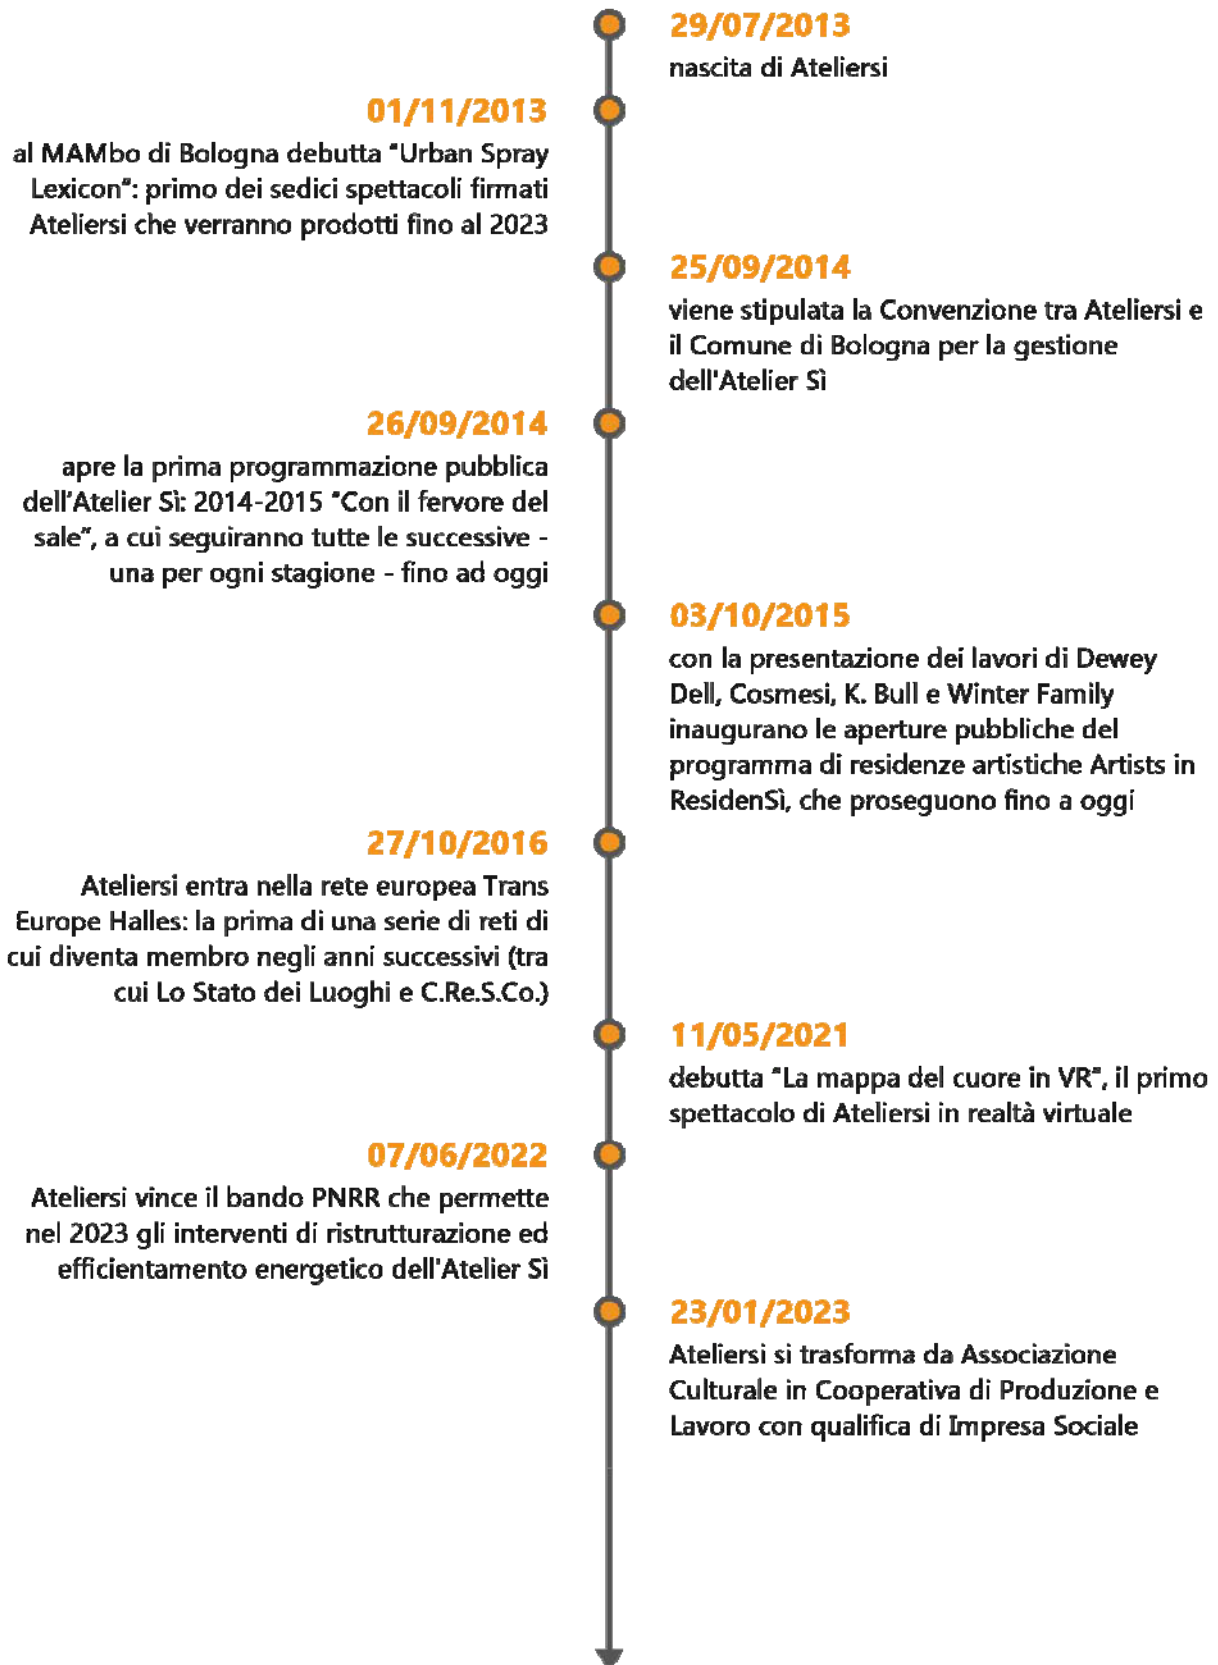 29/07/2013
nascita di Ateliersi
01/11/2013
al MAMbo di Bologna debutta "Urban Spray
Lexicon": primo dei sedici spettacoli firmati
Ateliersi che verranno prodotti fino al 2023
25/09/2014
viene stipulata la Convenzione tra Ateliersi e
il Comune di Bologna per la gestione
dell'Atelier Sì
26/09/2014
apre la prima programmazione pubblica
dell'Atelier Sì: 2014-2015 "Con il fervore del
sale", a cui seguiranno tutte le successive -
una per ogni stagione - fino ad oggi
03/10/2015
con la presentazione dei lavori di Dewey
Dell, Cosmesi, K. Bull e Winter Family
inaugurano le aperture pubbliche del
programma di residenze artistiche Artists in
ResidenSì, che proseguono fino a oggi
27/10/2016
Ateliersi entra nella rete europea Trans
Europe Halles: la prima di una serie di reti di
cui diventa membro negli anni successivi (tra
cui Lo Stato dei Luoghi e C.Re.S.Co.)
11/05/2021
debutta "La mappa del cuore in VR", il primo
spettacolo di Ateliersi in realtà virtuale
07/06/2022
Ateliersi vince il bando PNRR che permette
nel 2023 gli interventi di ristrutturazione ed
efficientamento energetico dell'Atelier Sì
23/01/2023
Ateliersi si trasforma da Associazione
Culturale in Cooperativa di Produzione e
Lavoro con qualifica di Impresa Sociale